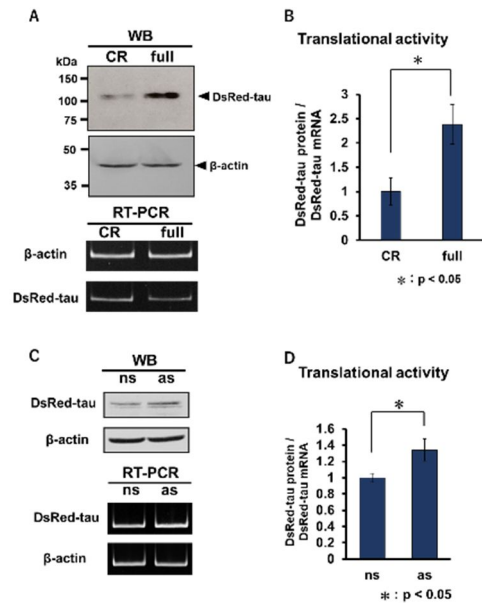 A
WB
CR full
kDa
150
100
75
DsRed-tau
50
35
β-actin
RT-PCR
CR full
β-actin
DsRed-tau
B
Translational activity
DsRed-tau protein /
DsRed-tau mRNA
3
2.5
2
1.5
1
0.5
0
*
CR full
* : p < 0.05
C
WB
ns as
DsRed-tau
β-actin
RT-PCR
ns as
DsRed-tau
β-actin
D
Translational activity
DsRed-tau protein /
DsRed-tau mRNA
1.6
1.4
1.2
1
0.8
0.6
0.4
0.2
0
*
ns as
* : p < 0.05